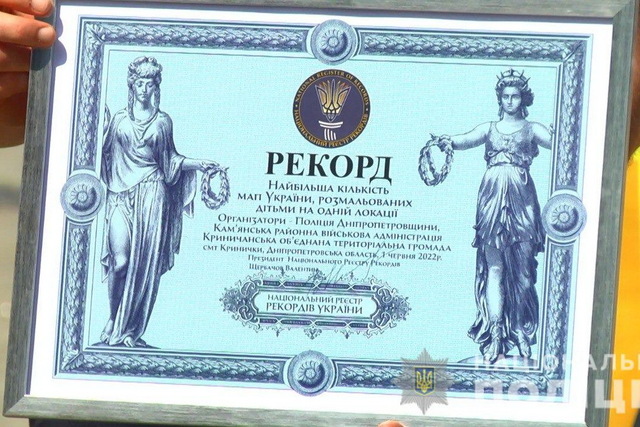 NATIONAL REGISTER OF RECORDS
НАЦІОНАЛЬНИЙ РЕЄСТР РЕКОРДІВ
РЕКОРД
Найбільша кількість
мап України, розмальованих
дітьми на одній локації
Організатори - Поліція Дніпропетровщини,
Кам'янська районна військова адміністрація
Криничанська об'єднана територіальна громада
смт Кринички, Дніпропетровська область, 1 червня 2022р.
Президент Національного Реєстру Рекордів
Щербачов Валентин
НАЦІОНАЛЬНИЙ РЕЄСТР
РЕКОРДІВ УКРАЇНИ